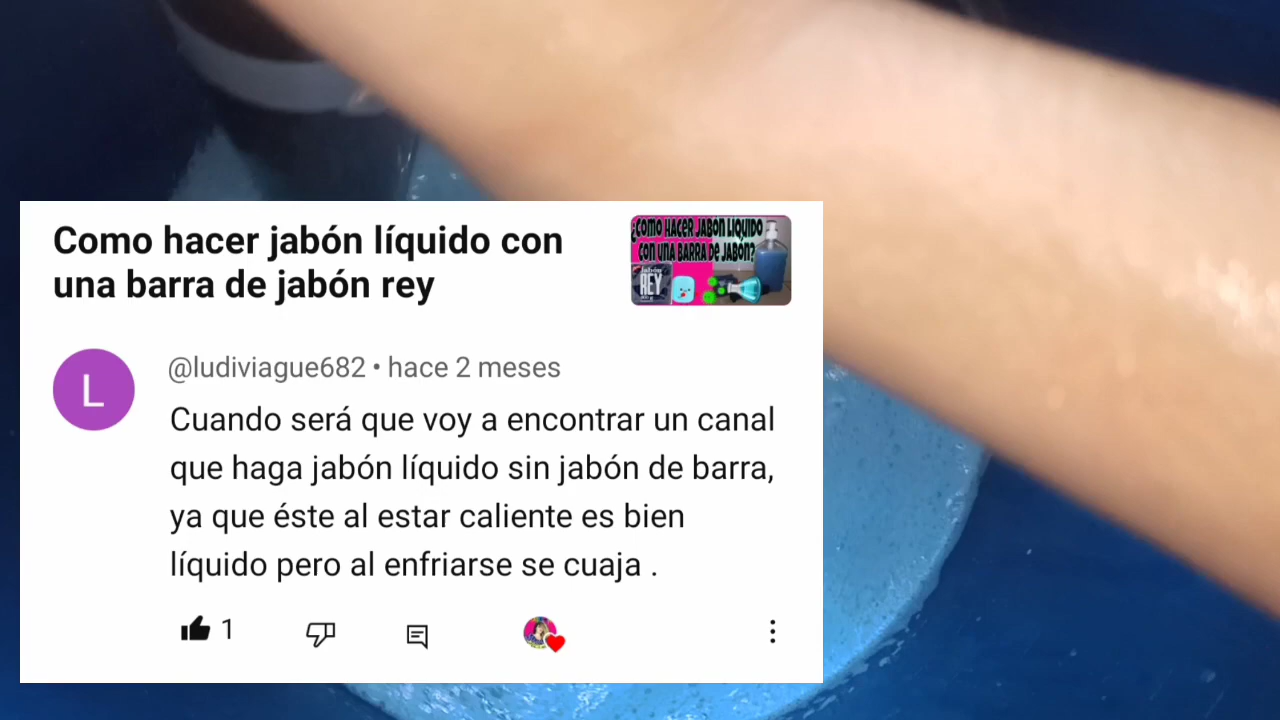 Como hacer jabón líquido con
una barra de jabón rey
¿COMO HACER JABON LIQUIDO
CON UNA BARRA DE JABON?
REY
L
@ludiviague682 • hace 2 meses
Cuando será que voy a encontrar un canal
que haga jabón líquido sin jabón de barra,
ya que éste al estar caliente es bien
líquido pero al enfriarse se cuaja .
1